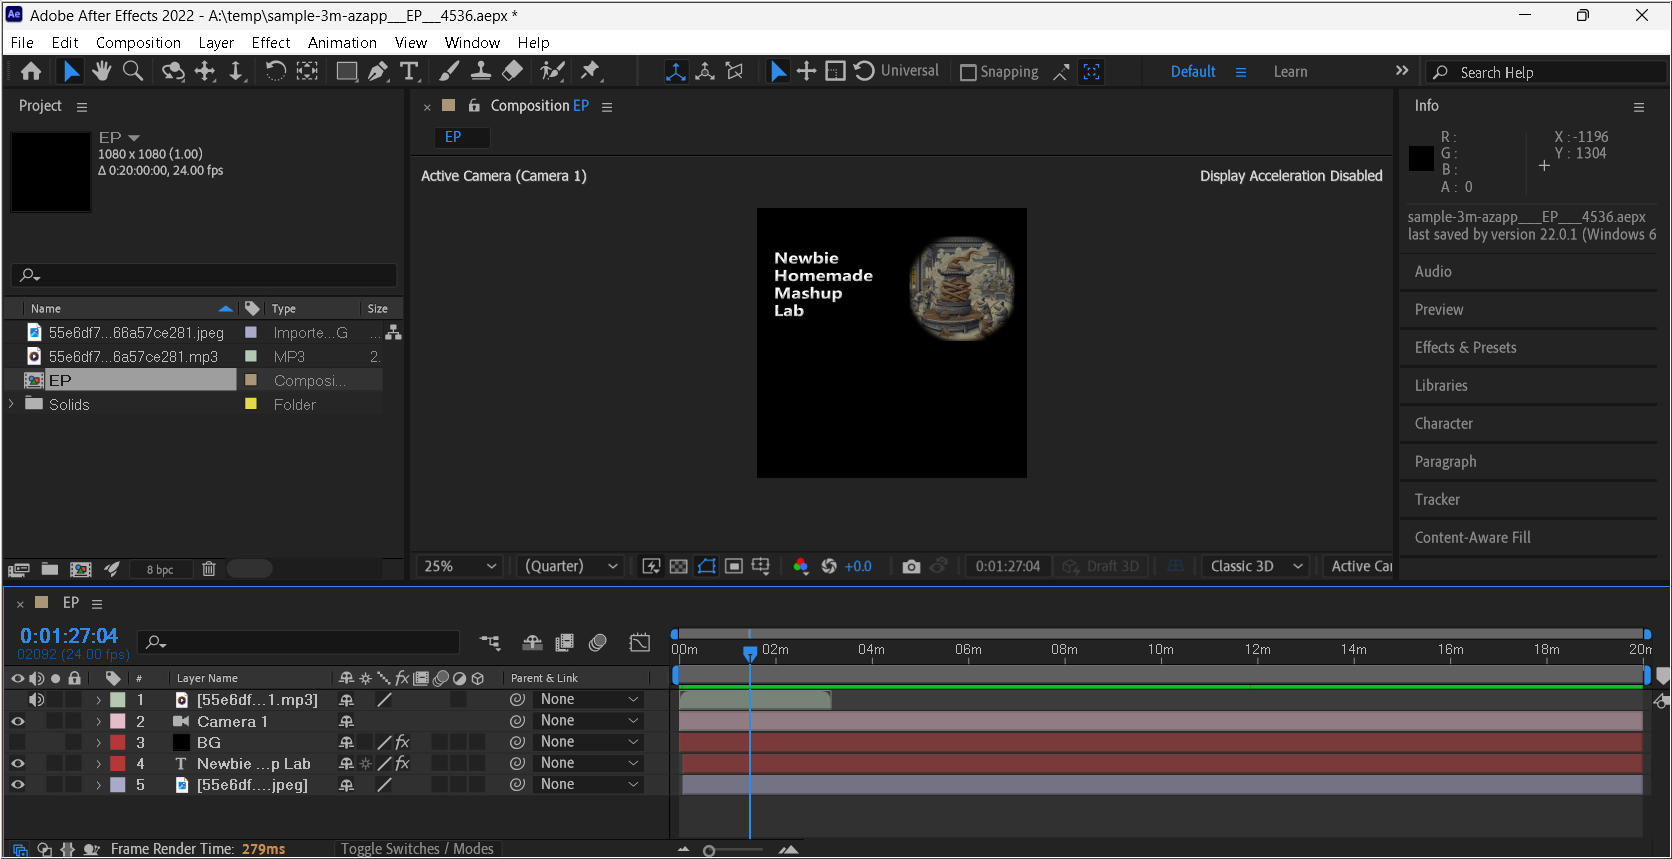 Adobe After Effects 2022 - A:\temp\sample-3m-azapp___EP___4536.aepx *
File Edit Composition Layer Effect Animation View Window Help
Universal Snapping Default Learn Search Help
Project
EP
1080 x 1080 (1.00)
Δ 0:20:00:00, 24.00 fps
Name Type Size
55e6df7...66a57ce281.jpeg Importe...G ...
55e6df7...6a57ce281.mp3 MP3 2.
EP Composi...
Solids Folder
8 bpc
Composition EP
EP
Active Camera (Camera 1)
Display Acceleration Disabled
Newbie
Homemade
Mashup
Lab
25% (Quarter) +0.0 0:01:27:04 Draft 3D Classic 3D Active Ca
Info
R :
G :
B :
A : 0
X : -1196
Y : 1304
sample-3m-azapp___EP___4536.aepx
last saved by version 22.0.1 (Windows 6
Audio
Preview
Effects & Presets
Libraries
Character
Paragraph
Tracker
Content-Aware Fill
EP
0:01:27:04
02092 (24.00 fps)
00m 02m 04m 06m 08m 10m 12m 14m 16m 18m 20m
# Layer Name fx Parent & Link
1 [55e6df...1.mp3] None
2 Camera 1 None
3 BG fx None
4 T Newbie ...p Lab fx None
5 [55e6df....jpeg] None
Frame Render Time: 279ms Toggle Switches / Modes